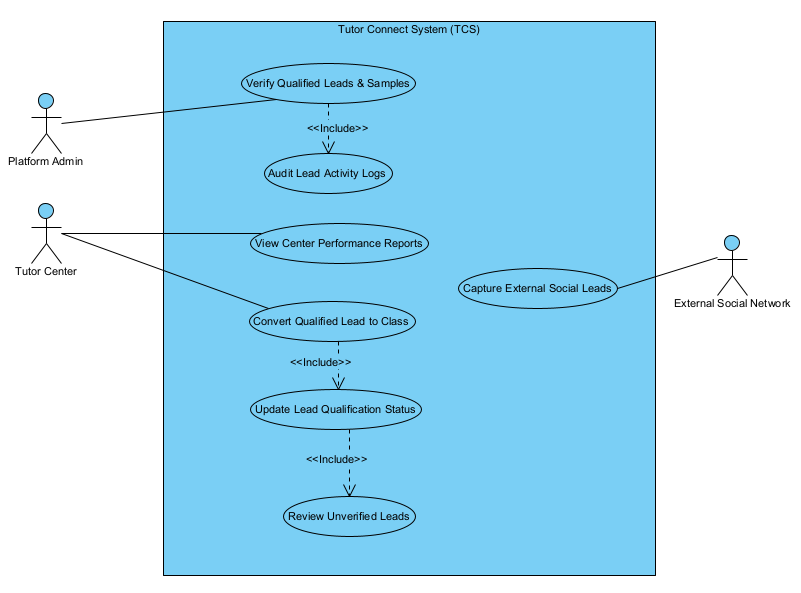 Tutor Connect System (TCS)
Verify Qualified Leads & Samples
<<Include>>
Platform Admin
Audit Lead Activity Logs
View Center Performance Reports
Tutor Center
Capture External Social Leads
External Social Network
Convert Qualified Lead to Class
<<Include>>
Update Lead Qualification Status
<<Include>>
Review Unverified Leads